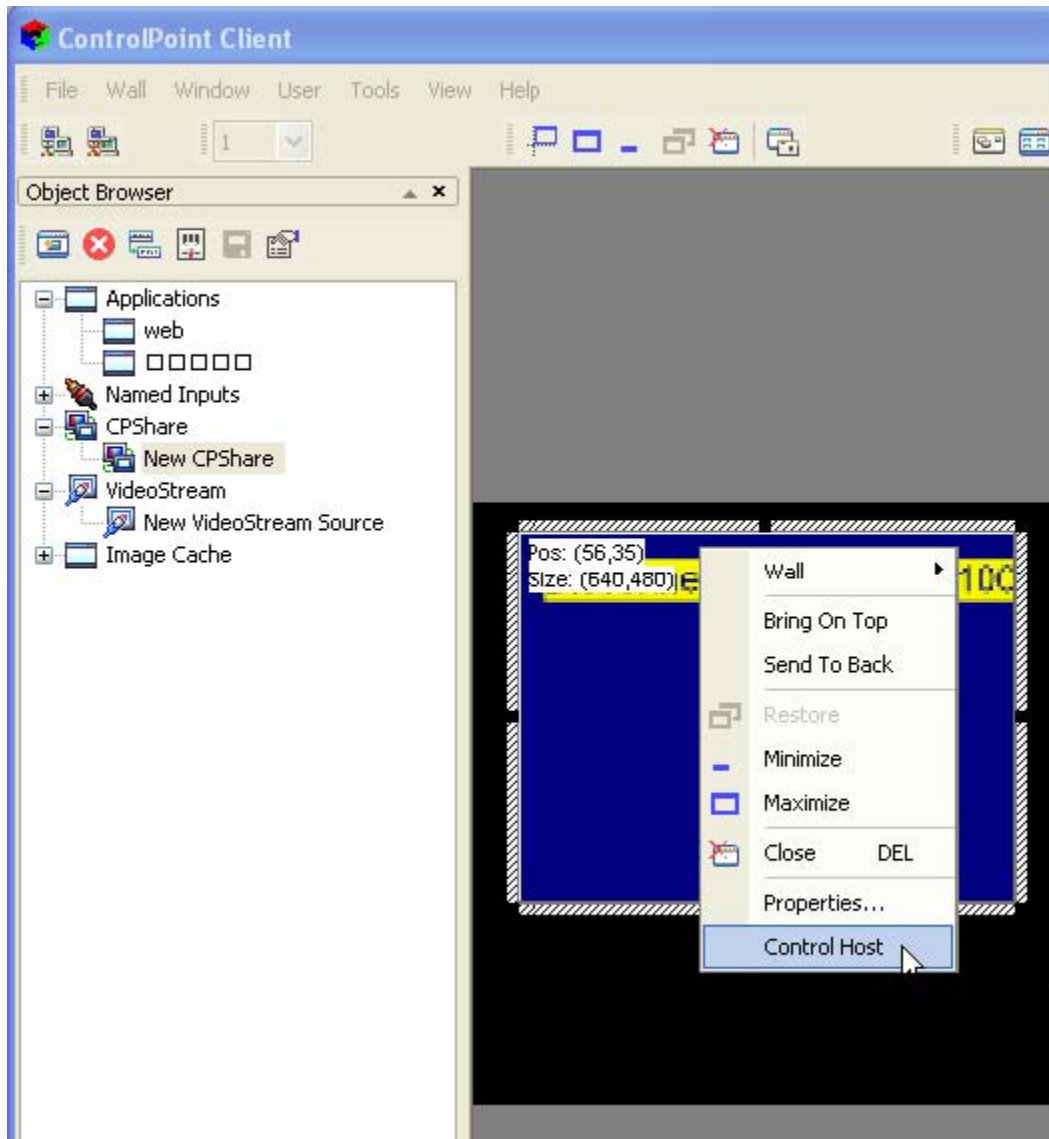 ControlPoint Client
File Wall Window User Tools View Help
1
Object Browser
Applications
web
□□□□□
Named Inputs
CPShare
New CPShare
VideoStream
New VideoStream Source
Image Cache
Pos: (56,35)
Size: (640,480)
100
Wall
Bring On Top
Send To Back
Restore
Minimize
Maximize
Close DEL
Properties...
Control Host